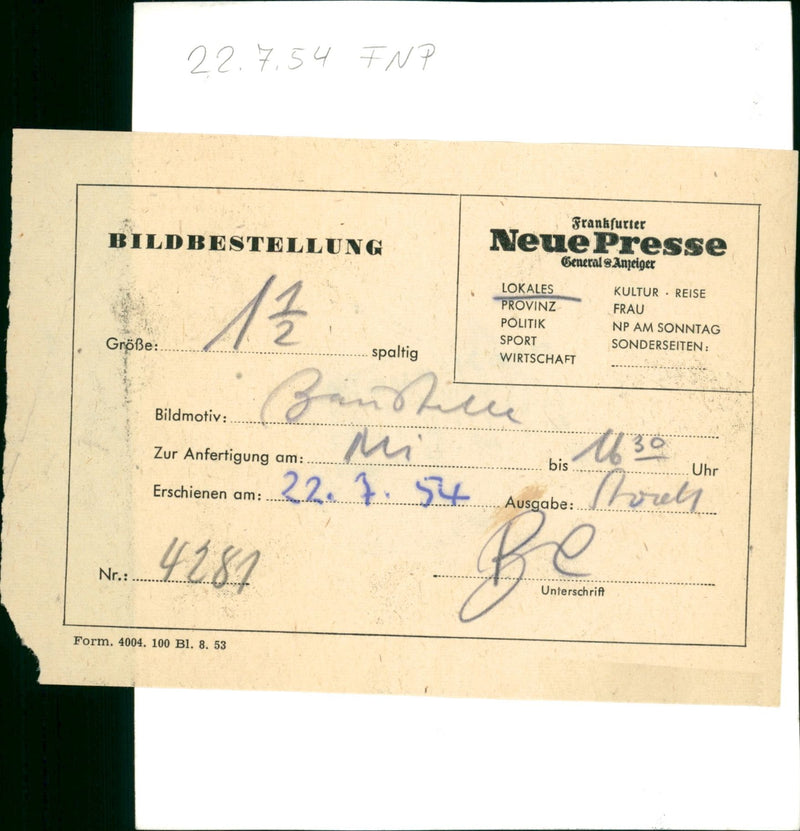 22.7.54 FNP
BILDBESTELLUNG
Frankfurter
Neue Presse
General-Anzeiger
LOKALES
PROVINZ
POLITIK
SPORT
WIRTSCHAFT
KULTUR · REISE
FRAU
NP AM SONNTAG
SONDERSEITEN:
Größe: 1 1/2 spaltig
Bildmotiv: Baustelle
Zur Anfertigung am: Mi bis 16 30 Uhr
Erschienen am: 22. 7. 54 Ausgabe: Stadt
Nr.: 4281
Unterschrift
Form. 4004. 100 Bl. 8. 53